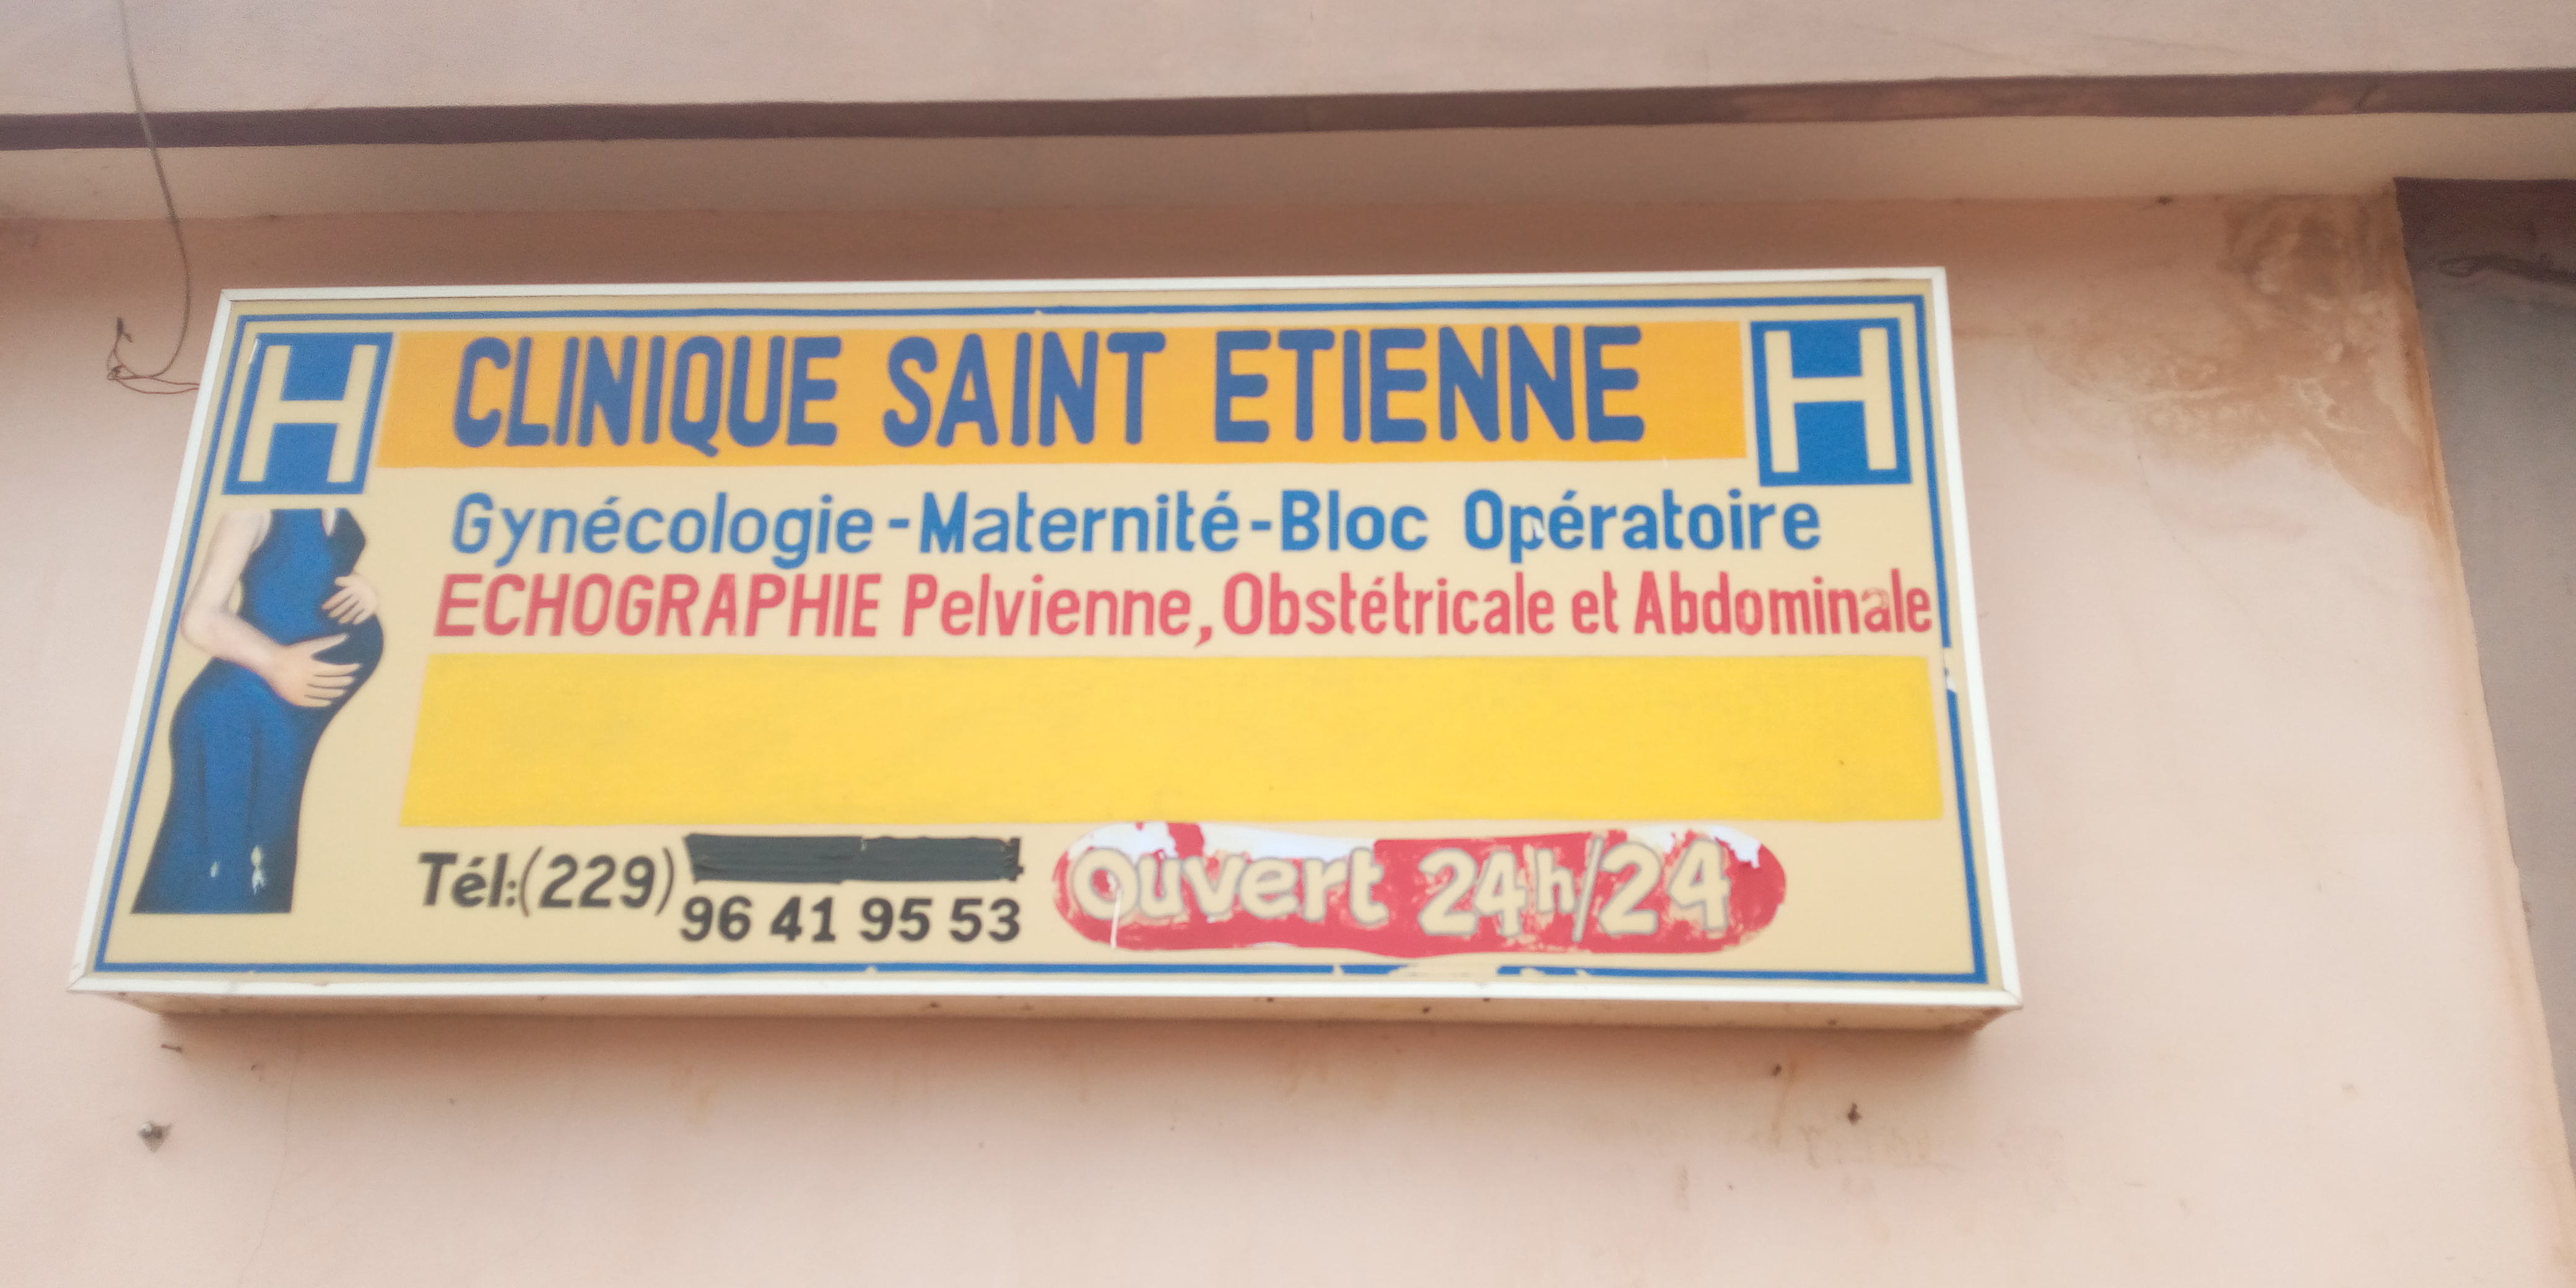 H CLINIQUE SAINT ETIENNE H
Gynécologie-Maternité-Bloc Opératoire
ECHOGRAPHIE Pelvienne, Obstétricale et Abdominale
Tél:(229)
96 41 95 53
Ouvert 24h/24